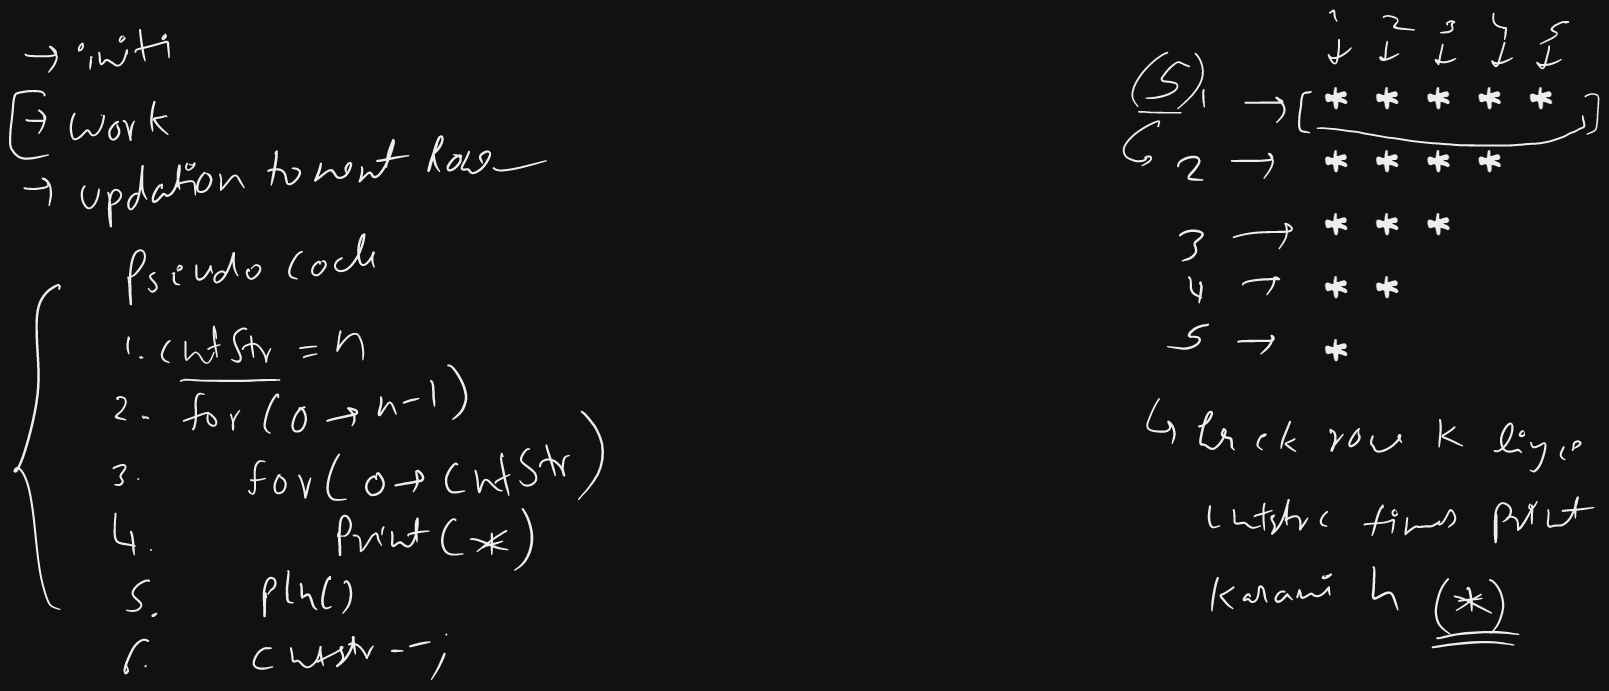 → initi
→ work
→ updation to next Row
Pseudo code
1. cntStr = n
2. for (0 → n-1)
3. for (0 → cntStr)
4. Print (*)
5. Pln()
6. cntstr--;
1 2 3 4 5
(5) 1 → [* * * * *]
2 → * * * *
3 → * * *
4 → * *
5 → *
↳ row k liye
cntstr times print
karani h (*)